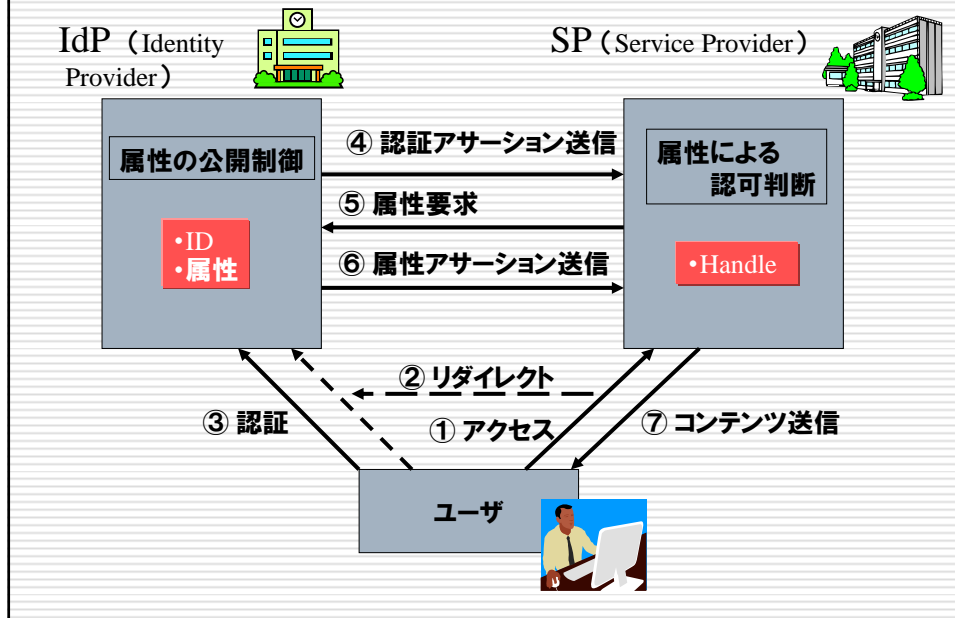 IdP（Identity
Provider）
SP（Service Provider）
属性の公開制御
・ID
・属性
④ 認証アサーション送信
⑤ 属性要求
⑥ 属性アサーション送信
属性による
認可判断
・Handle
② リダイレクト
③ 認証
① アクセス
⑦ コンテンツ送信
ユーザ